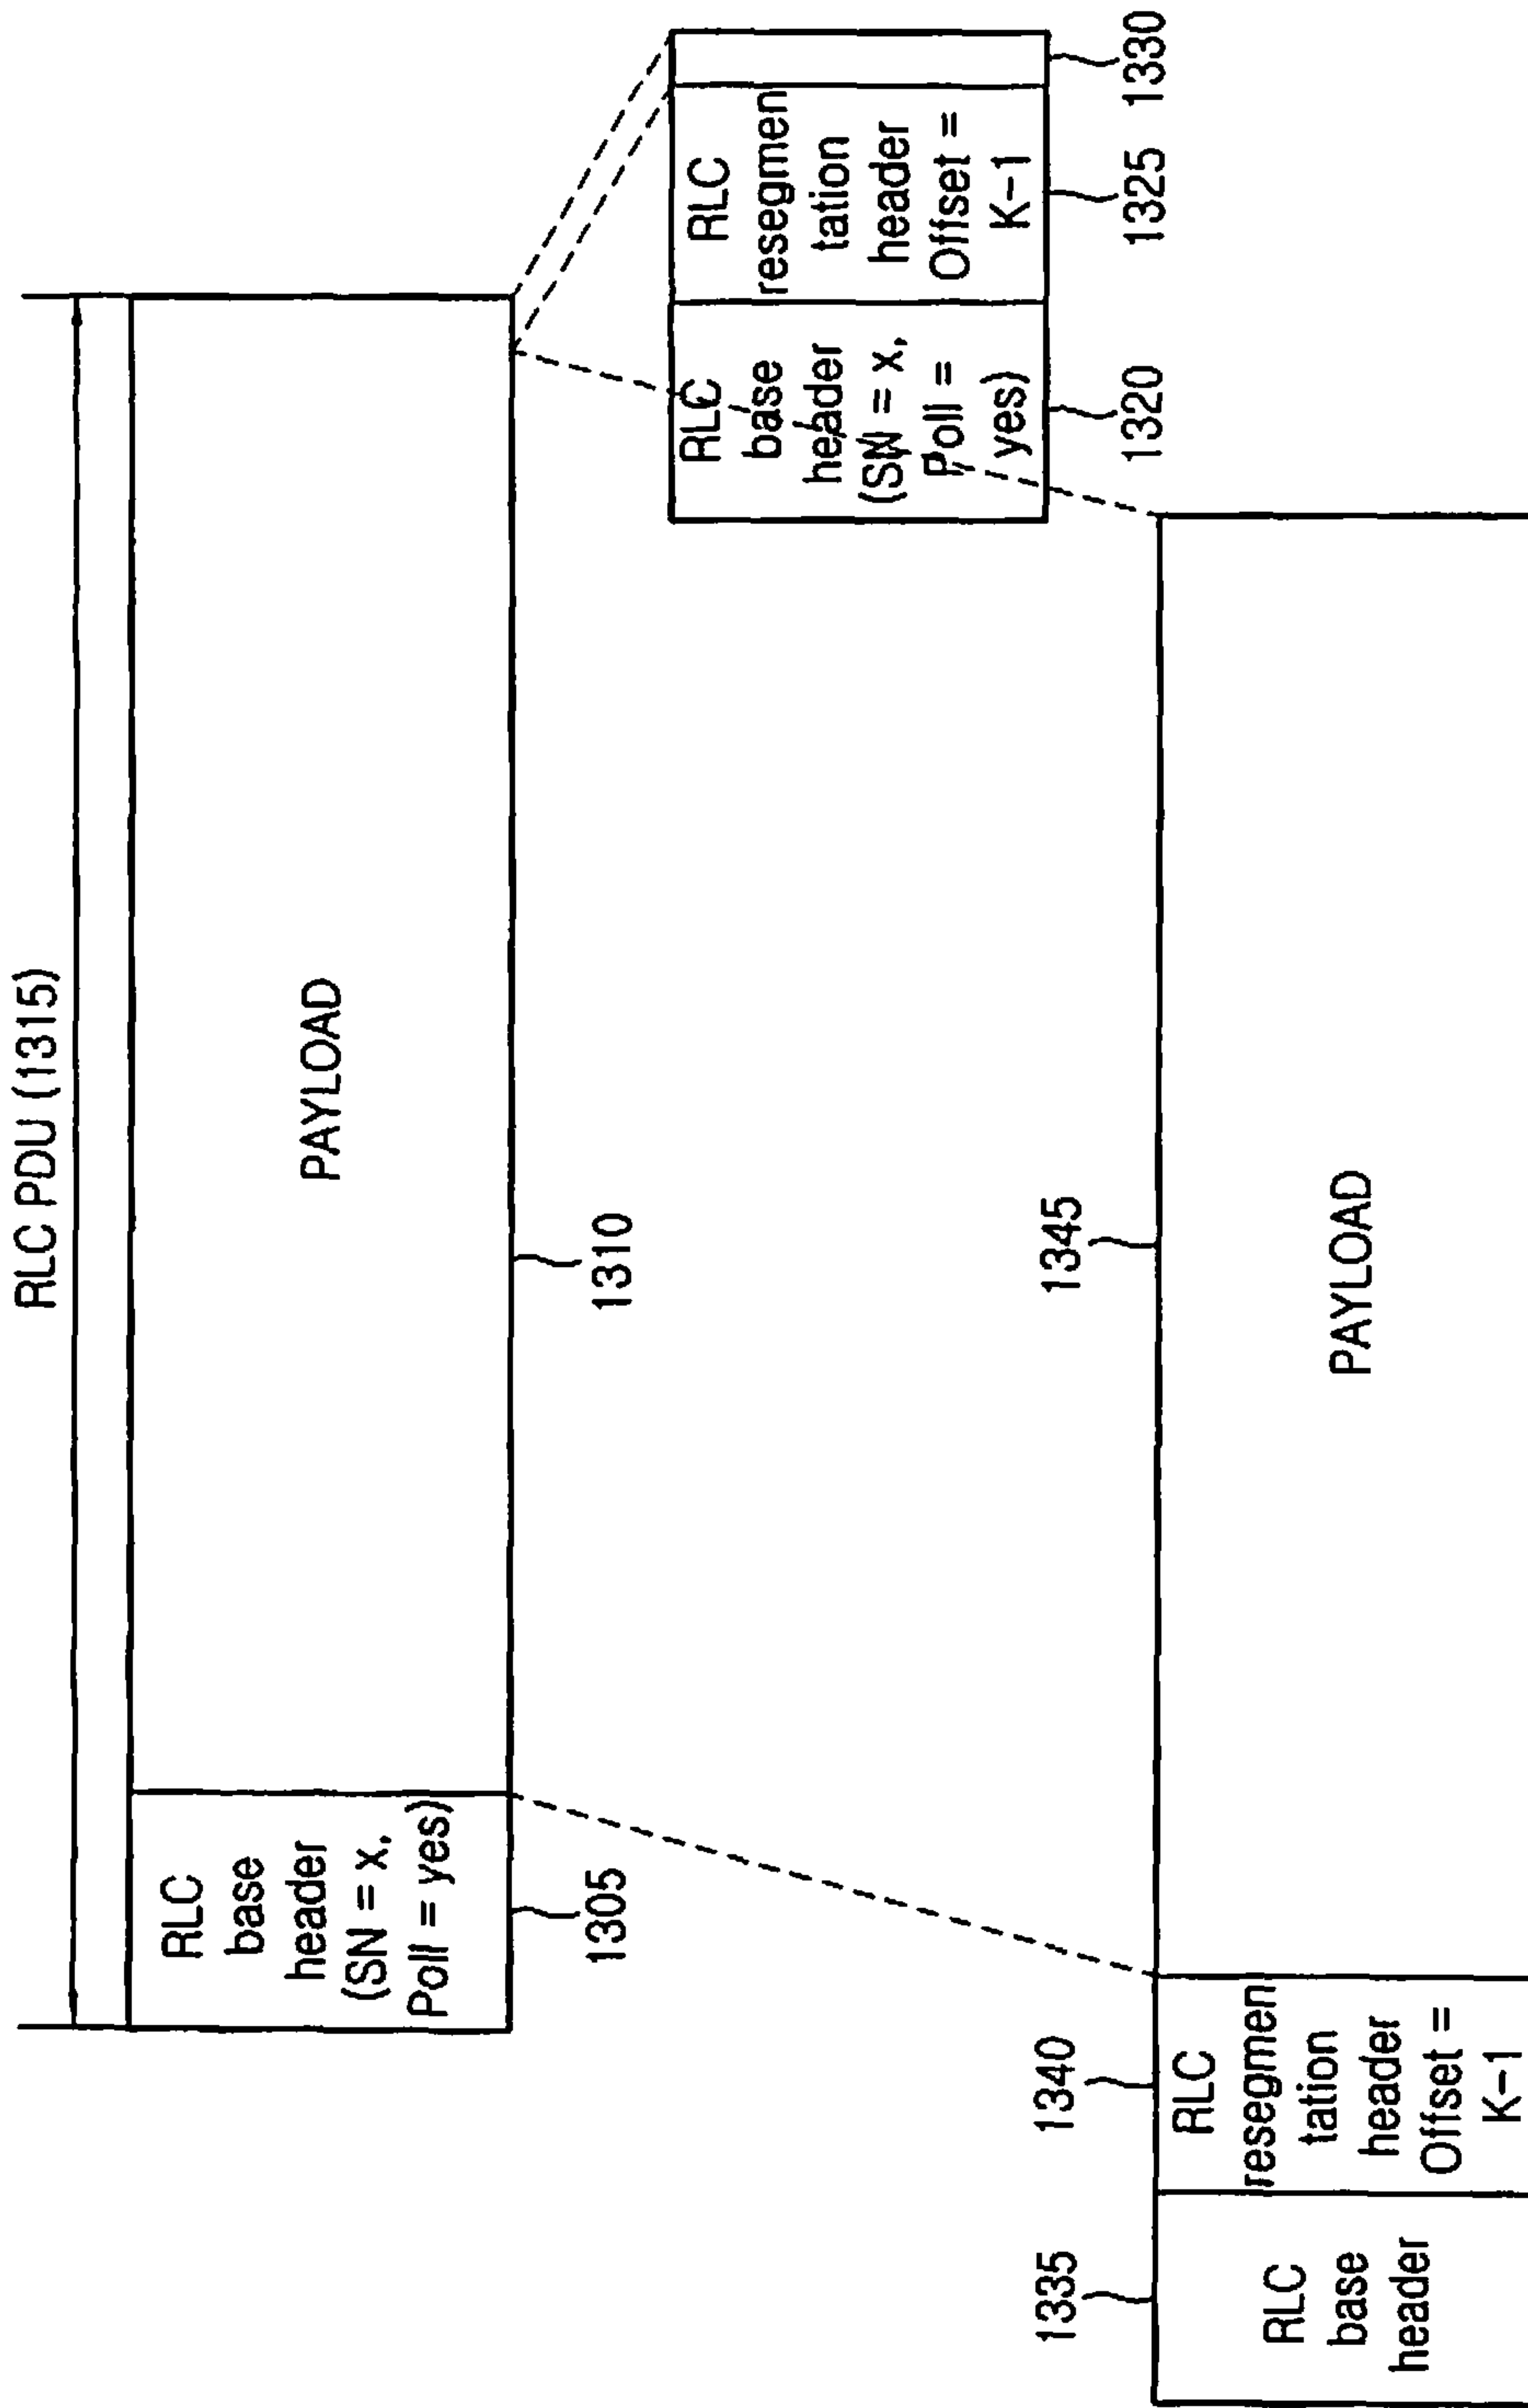 RLC PDU (1315)
RLC
base
header
(SN = x,
Poll = yes)
PAYLOAD
1305
1310
RLC
base
header
(SN = x,
Poll =
yes)
RLC
resegmen
tation
header
Offset =
K-1
1320
1325
1330
1335
1340
1345
RLC
base
header
RLC
resegmen
tation
header
Offset =
K-1
PAYLOAD